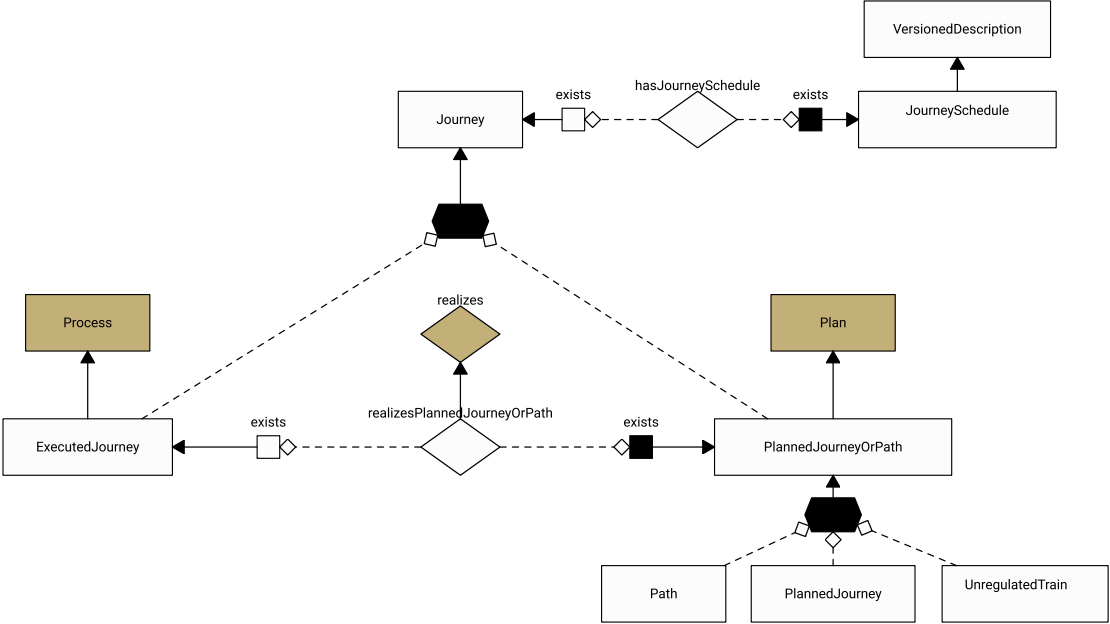 VersionedDescription
hasJourneySchedule
exists
exists
Journey
JourneySchedule
realizes
Process
Plan
realizesPlannedJourneyOrPath
exists
exists
ExecutedJourney
PlannedJourneyOrPath
Path
PlannedJourney
UnregulatedTrain